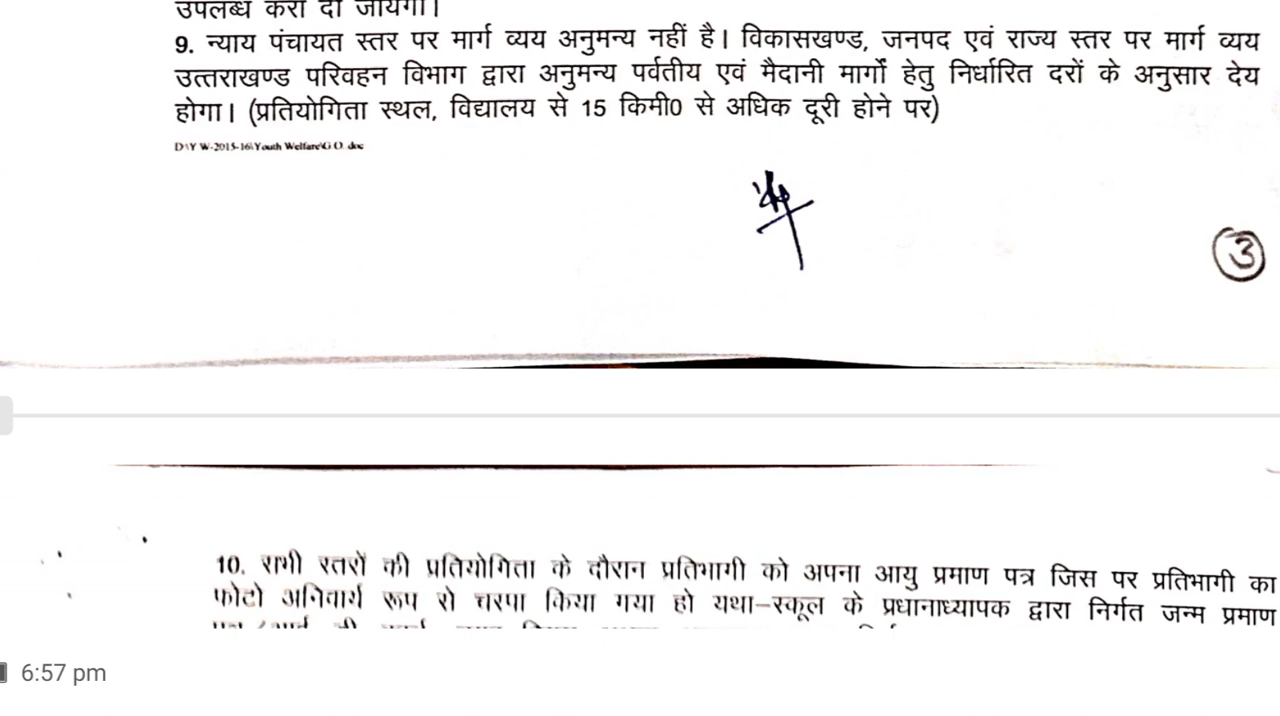 उपलब्ध करा दी जायेगी।
9. न्याय पंचायत स्तर पर मार्ग व्यय अनुमन्य नहीं है। विकासखण्ड, जनपद एवं राज्य स्तर पर मार्ग व्यय
उत्तराखण्ड परिवहन विभाग द्वारा अनुमन्य पर्वतीय एवं मैदानी मार्गों हेतु निर्धारित दरों के अनुसार देय
होगा। (प्रतियोगिता स्थल, विद्यालय से 15 किमी0 से अधिक दूरी होने पर)
D:\Y W-2015-16\Youth Welfare\G O. doc
3
10. सभी स्तरों की प्रतियोगिता के दौरान प्रतिभागी को अपना आयु प्रमाण पत्र जिस पर प्रतिभागी का
फोटो अनिवार्य रूप से चस्पा किया गया हो यथा–स्कूल के प्रधानाध्यापक द्वारा निर्गत जन्म प्रमाण
6:57 pm